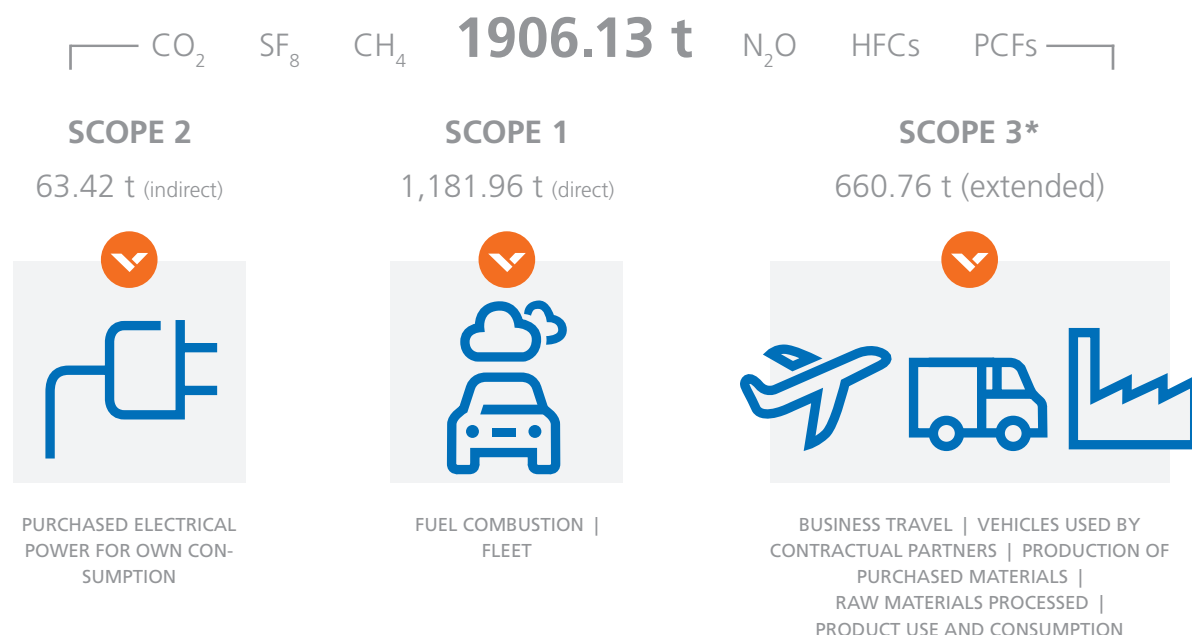 CO₂ SF₈ CH₄ 1906.13 t N₂O HFCs PCFs
SCOPE 2
63.42 t (indirect)
PURCHASED ELECTRICAL
POWER FOR OWN CON-
SUMPTION
SCOPE 1
1,181.96 t (direct)
FUEL COMBUSTION |
FLEET
SCOPE 3*
660.76 t (extended)
BUSINESS TRAVEL | VEHICLES USED BY
CONTRACTUAL PARTNERS | PRODUCTION OF
PURCHASED MATERIALS |
RAW MATERIALS PROCESSED |
PRODUCT USE AND CONSUMPTION